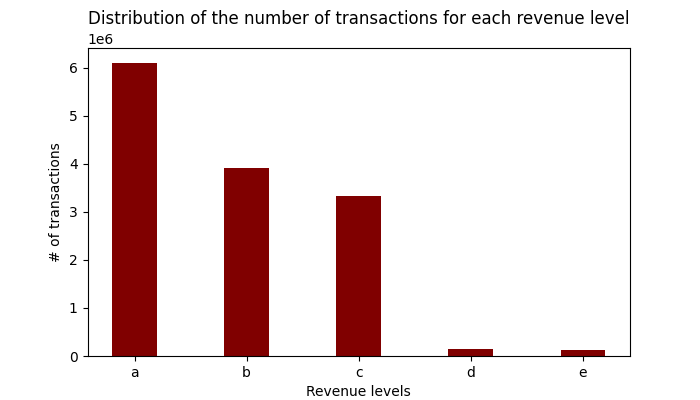 Distribution of the number of transactions for each revenue level
1e6
6
5
4
3
2
1
0
# of transactions
a b c d e
Revenue levels